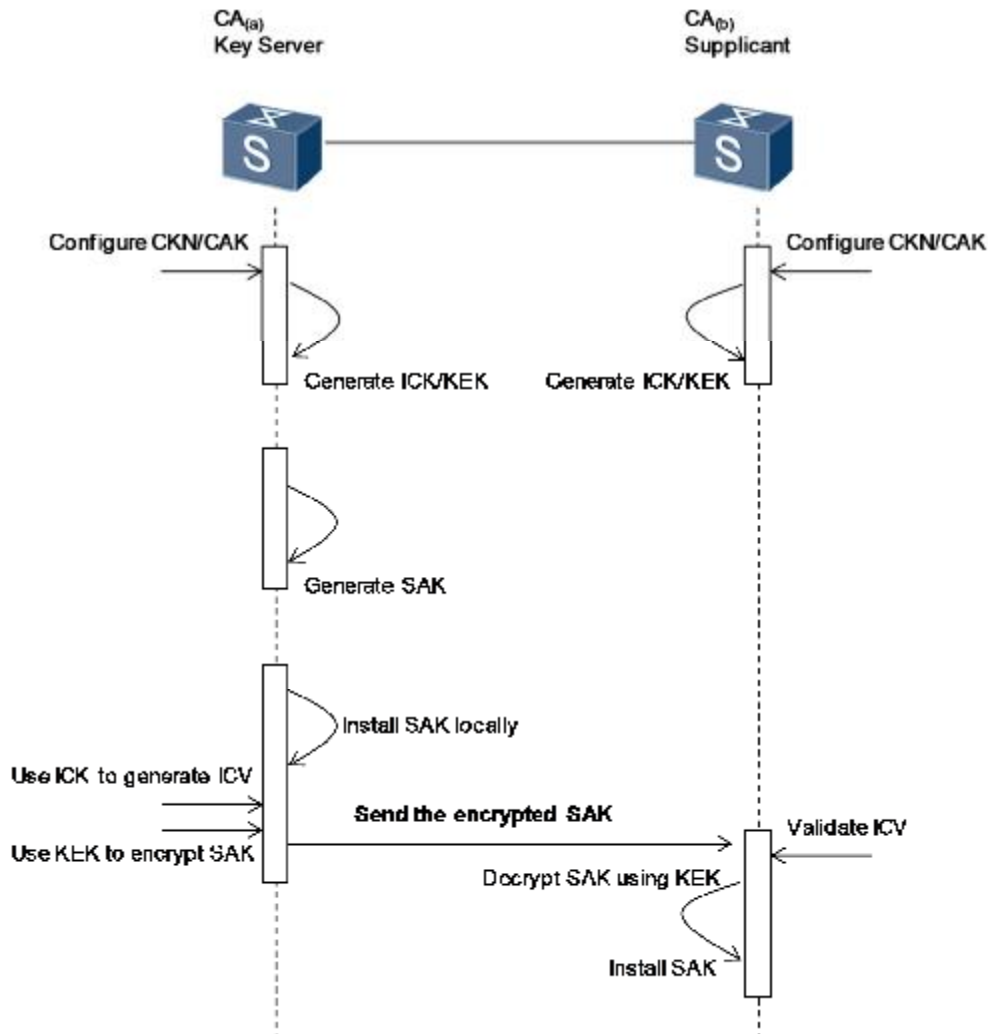 CA(a)
Key Server
CA(b)
Supplicant
S
S
Configure CKN/CAK
Configure CKN/CAK
Generate ICK/KEK
Generate ICK/KEK
Generate SAK
Install SAK locally
Use ICK to generate ICV
Send the encrypted SAK
Validate ICV
Use KEK to encrypt SAK
Decrypt SAK using KEK
Install SAK